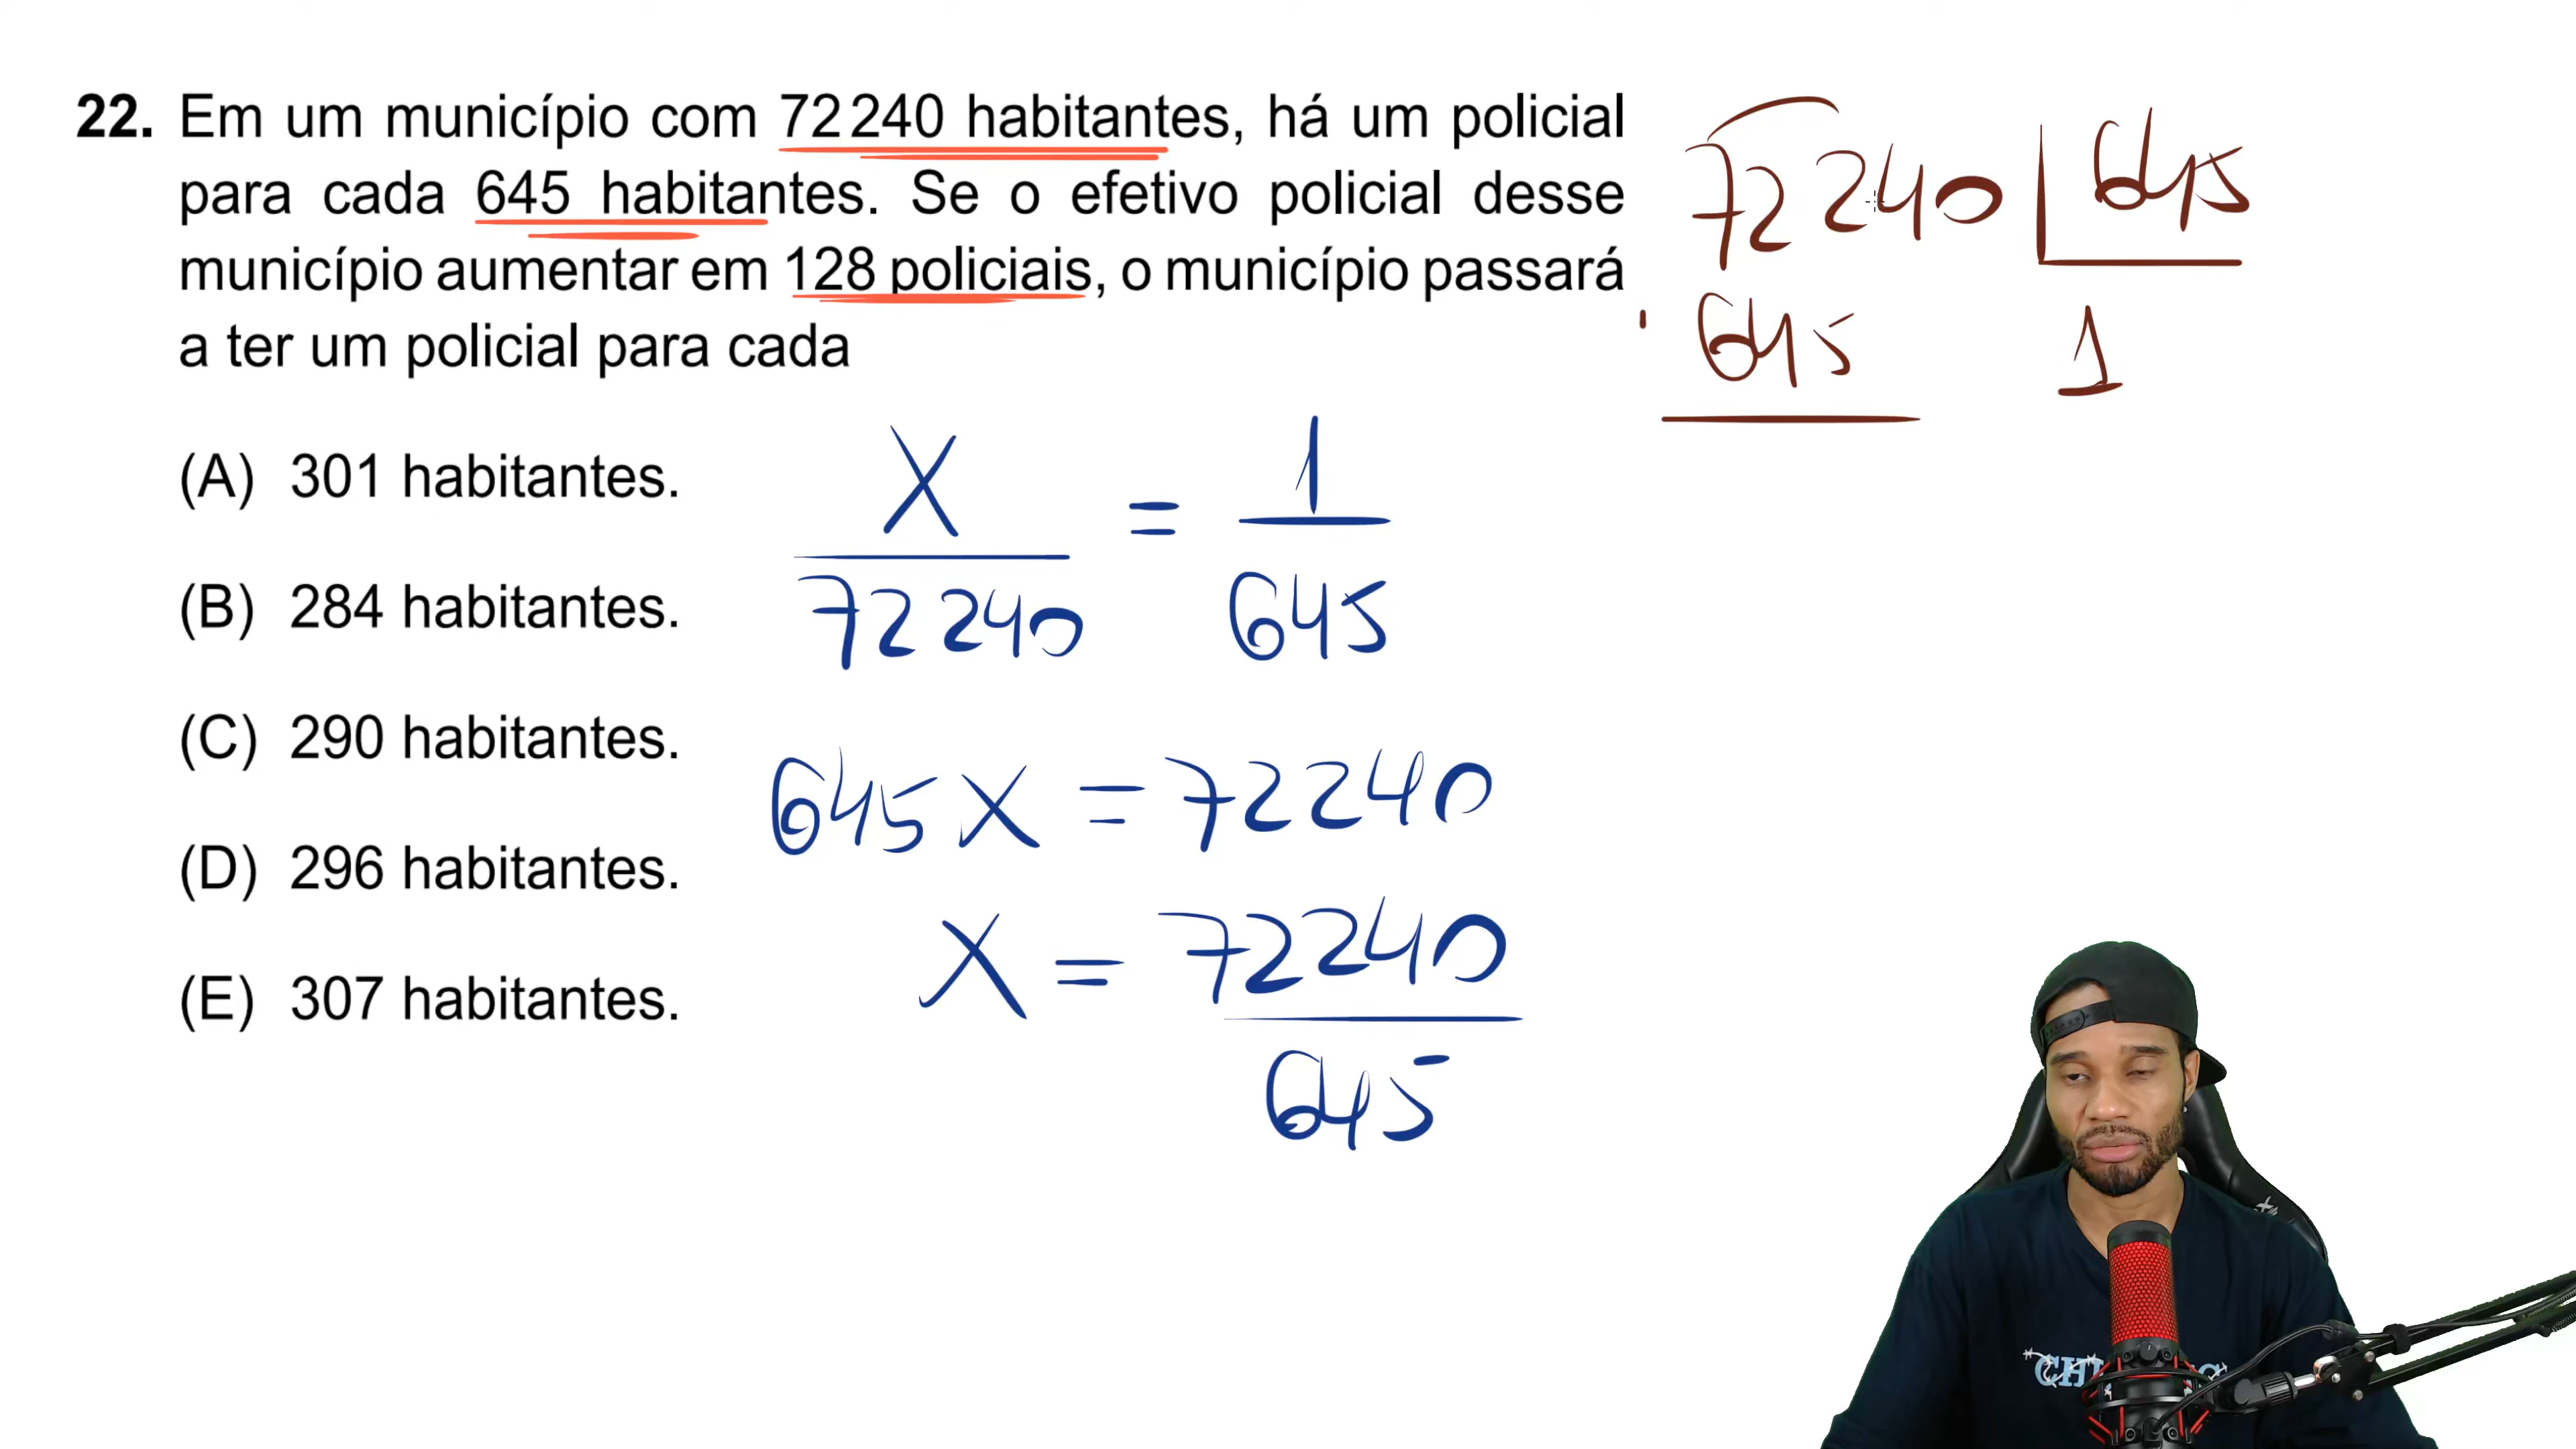 22. Em um município com 72 240 habitantes, há um policial
para cada 645 habitantes. Se o efetivo policial desse
município aumentar em 128 policiais, o município passará
a ter um policial para cada
(A) 301 habitantes.
(B) 284 habitantes.
(C) 290 habitantes.
(D) 296 habitantes.
(E) 307 habitantes.
X = 1
72240 645
645X = 72240
X = 72240
645
72240 645
645 1